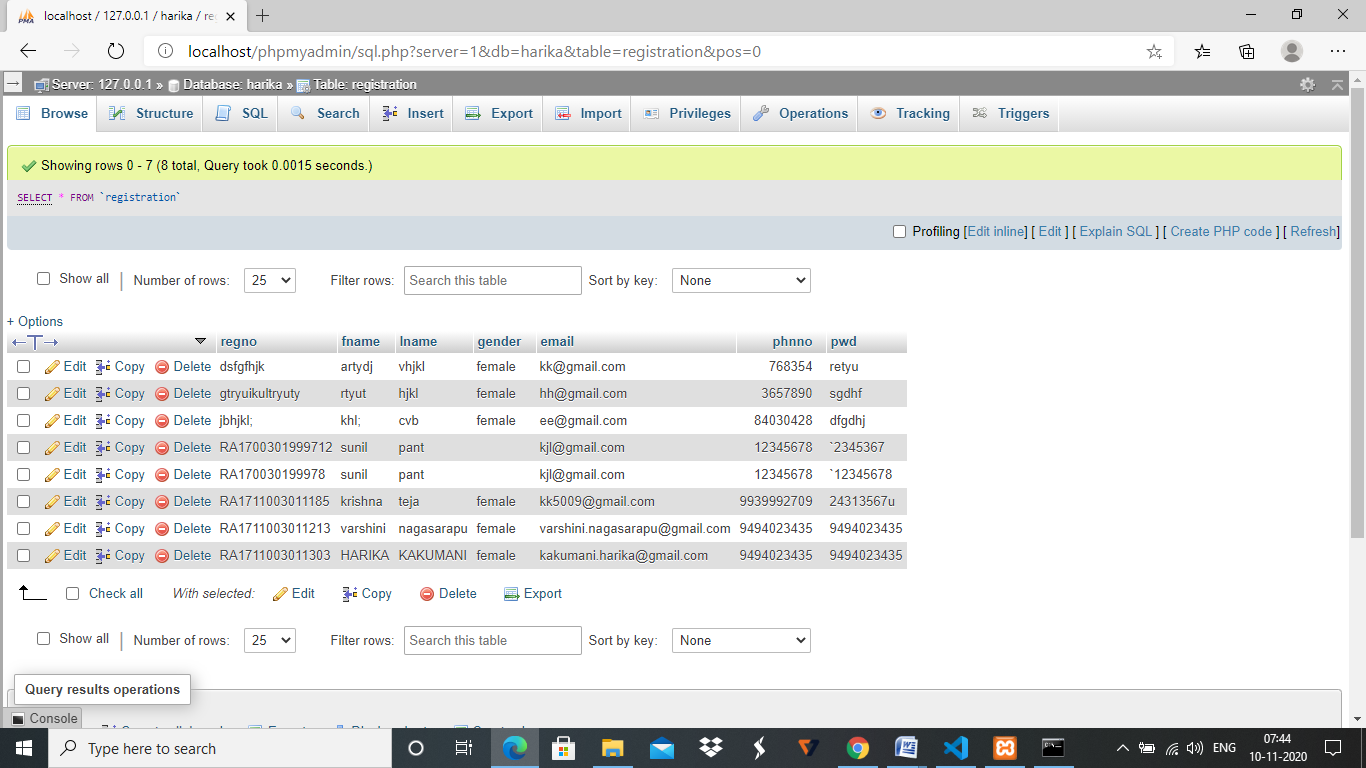 localhost / 127.0.0.1 / harika / re
localhost/phpmyadmin/sql.php?server=1&db=harika&table=registration&pos=0
Server: 127.0.0.1 » Database: harika » Table: registration
Browse Structure SQL Search Insert Export Import Privileges Operations Tracking Triggers
Showing rows 0 - 7 (8 total, Query took 0.0015 seconds.)
SELECT * FROM `registration`
Profiling [Edit inline] [ Edit ] [ Explain SQL ] [ Create PHP code ] [ Refresh]
Show all | Number of rows: 25 Filter rows: Search this table Sort by key: None
+ Options
←T→ regno fname lname gender email phnno pwd
Edit Copy Delete dsfgfhjk artydj vhjkl female kk@gmail.com 768354 retyu
Edit Copy Delete gtryuikultryuty rtyut hjkl female hh@gmail.com 3657890 sgdhf
Edit Copy Delete jbhjkl; khl; cvb female ee@gmail.com 84030428 dfgdhj
Edit Copy Delete RA1700301999712 sunil pant kjl@gmail.com 12345678 `2345367
Edit Copy Delete RA170030199978 sunil pant kjl@gmail.com 12345678 `12345678
Edit Copy Delete RA1711003011185 krishna teja female kk5009@gmail.com 9939992709 24313567u
Edit Copy Delete RA1711003011213 varshini nagasarapu female varshini.nagasarapu@gmail.com 9494023435 9494023435
Edit Copy Delete RA1711003011303 HARIKA KAKUMANI female kakumani.harika@gmail.com 9494023435 9494023435
Check all With selected: Edit Copy Delete Export
Show all | Number of rows: 25 Filter rows: Search this table Sort by key: None
Query results operations
Console
Type here to search
ENG
07:44
10-11-2020